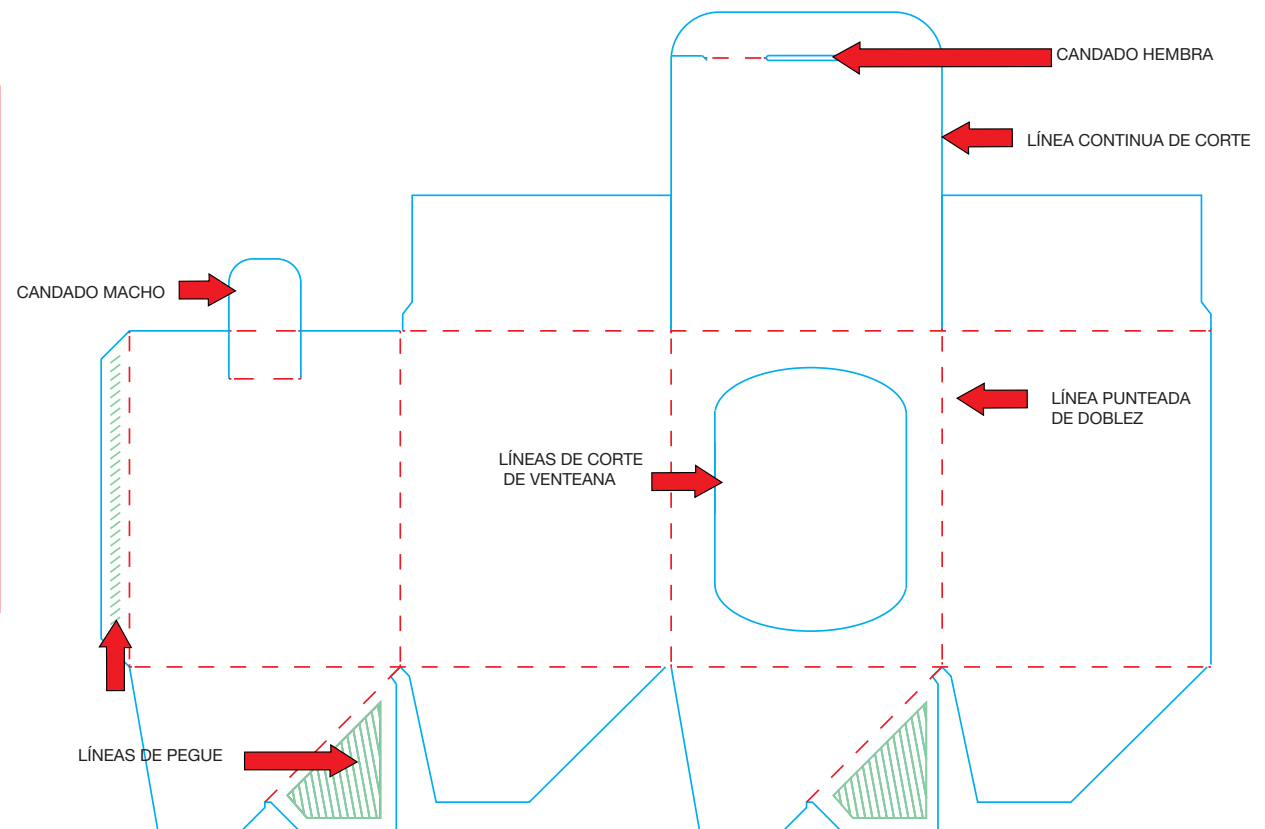 CANDADO HEMBRA
LÍNEA CONTINUA DE CORTE
CANDADO MACHO
LÍNEA PUNTEADA
DE DOBLEZ
LÍNEAS DE CORTE
DE VENTEANA
LÍNEAS DE PEGUE